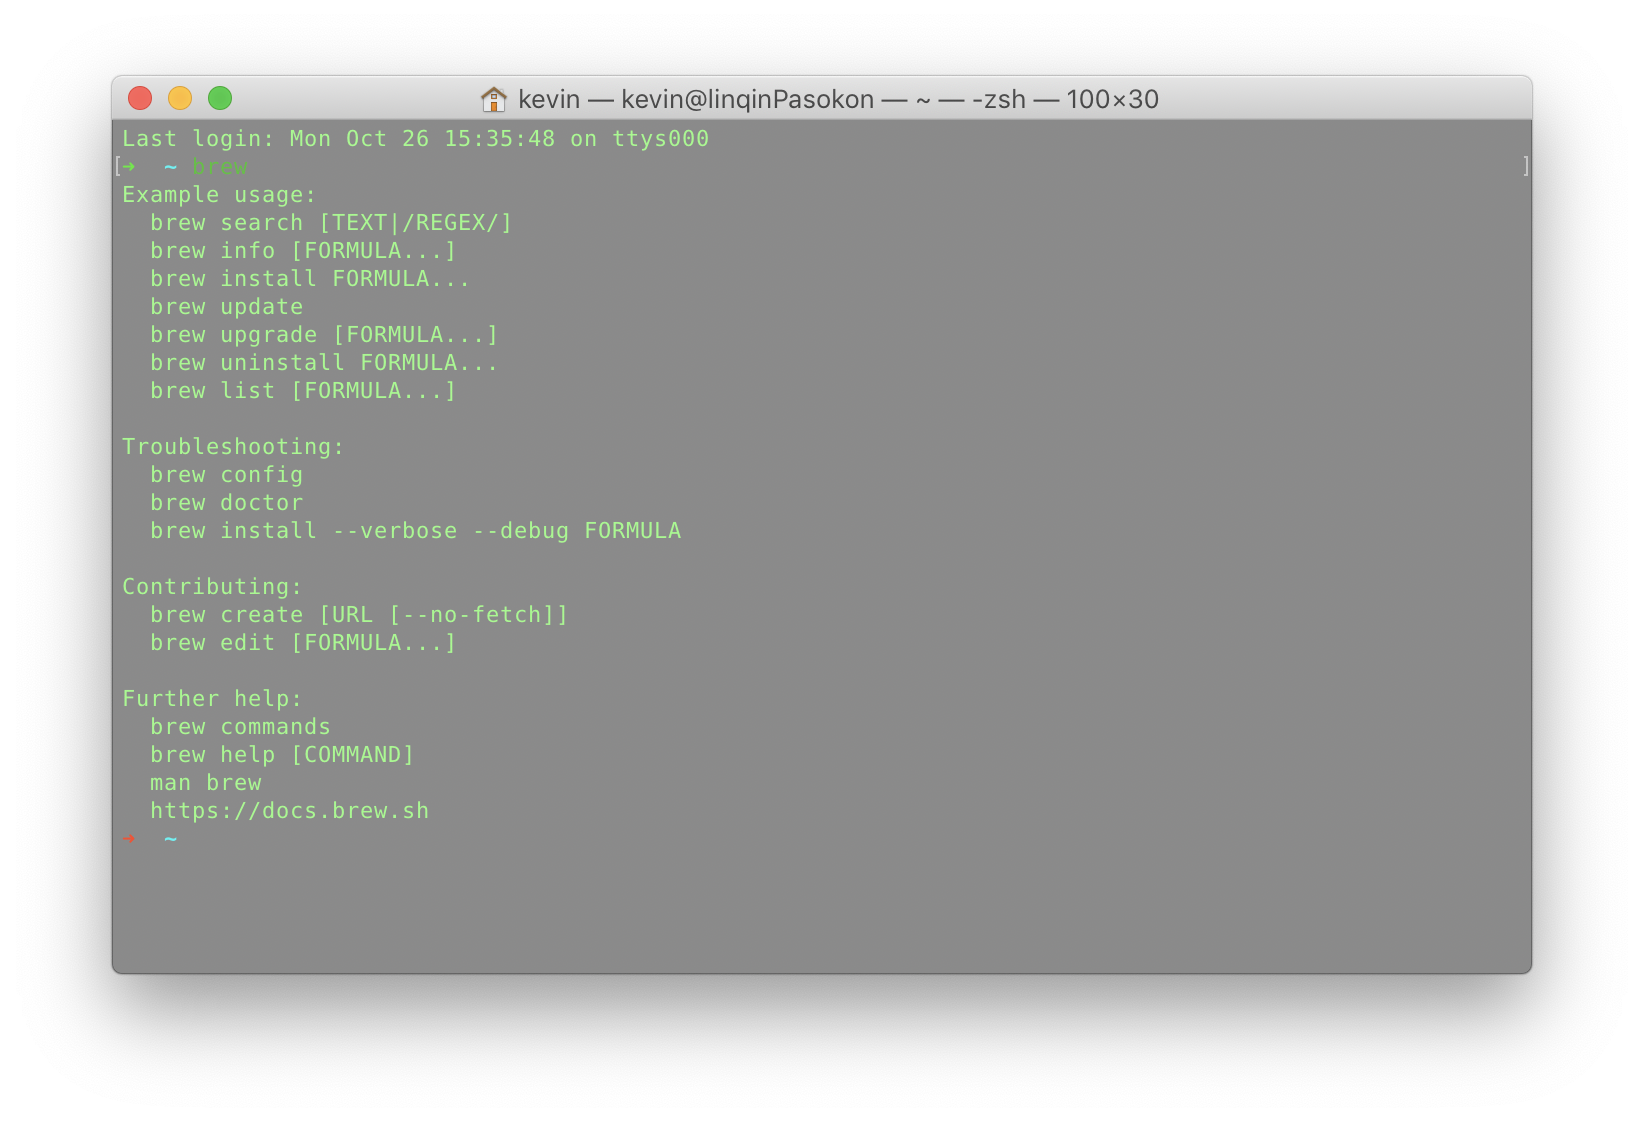 kevin — kevin@linqinPasokon — ~ — -zsh — 100×30
Last login: Mon Oct 26 15:35:48 on ttys000
[➜  ~ brew ]
Example usage:
  brew search [TEXT|/REGEX/]
  brew info [FORMULA...]
  brew install FORMULA...
  brew update
  brew upgrade [FORMULA...]
  brew uninstall FORMULA...
  brew list [FORMULA...]

Troubleshooting:
  brew config
  brew doctor
  brew install --verbose --debug FORMULA

Contributing:
  brew create [URL [--no-fetch]]
  brew edit [FORMULA...]

Further help:
  brew commands
  brew help [COMMAND]
  man brew
  https://docs.brew.sh
➜  ~